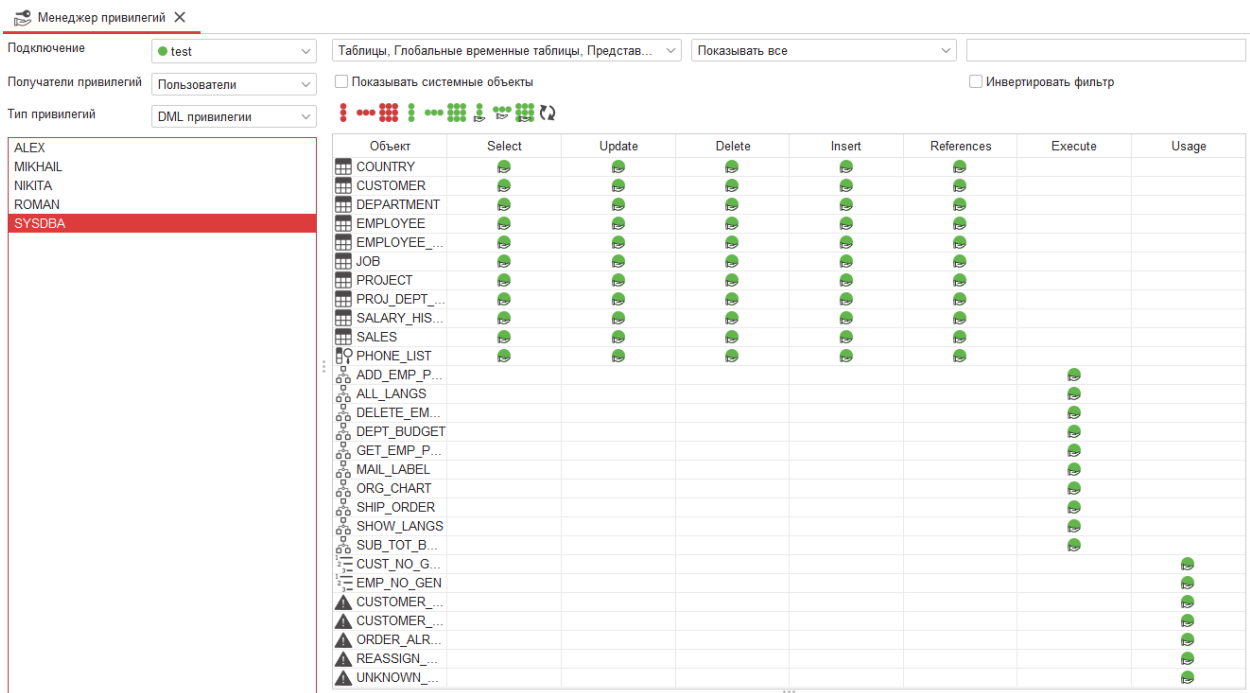 Менеджер привилегий
Подключение test Таблицы, Глобальные временные таблицы, Представ... Показывать все
Получатели привилегий Пользователи Показывать системные объекты Инвертировать фильтр
Тип привилегий DML привилегии
ALEX
MIKHAIL
NIKITA
ROMAN
SYSDBA
Объект Select Update Delete Insert References Execute Usage
COUNTRY
CUSTOMER
DEPARTMENT
EMPLOYEE
EMPLOYEE_...
JOB
PROJECT
PROJ_DEPT_...
SALARY_HIS...
SALES
PHONE_LIST
ADD_EMP_P...
ALL_LANGS
DELETE_EM...
DEPT_BUDGET
GET_EMP_P...
MAIL_LABEL
ORG_CHART
SHIP_ORDER
SHOW_LANGS
SUB_TOT_B...
CUST_NO_G...
EMP_NO_GEN
CUSTOMER_...
CUSTOMER_...
ORDER_ALR...
REASSIGN_...
UNKNOWN_...